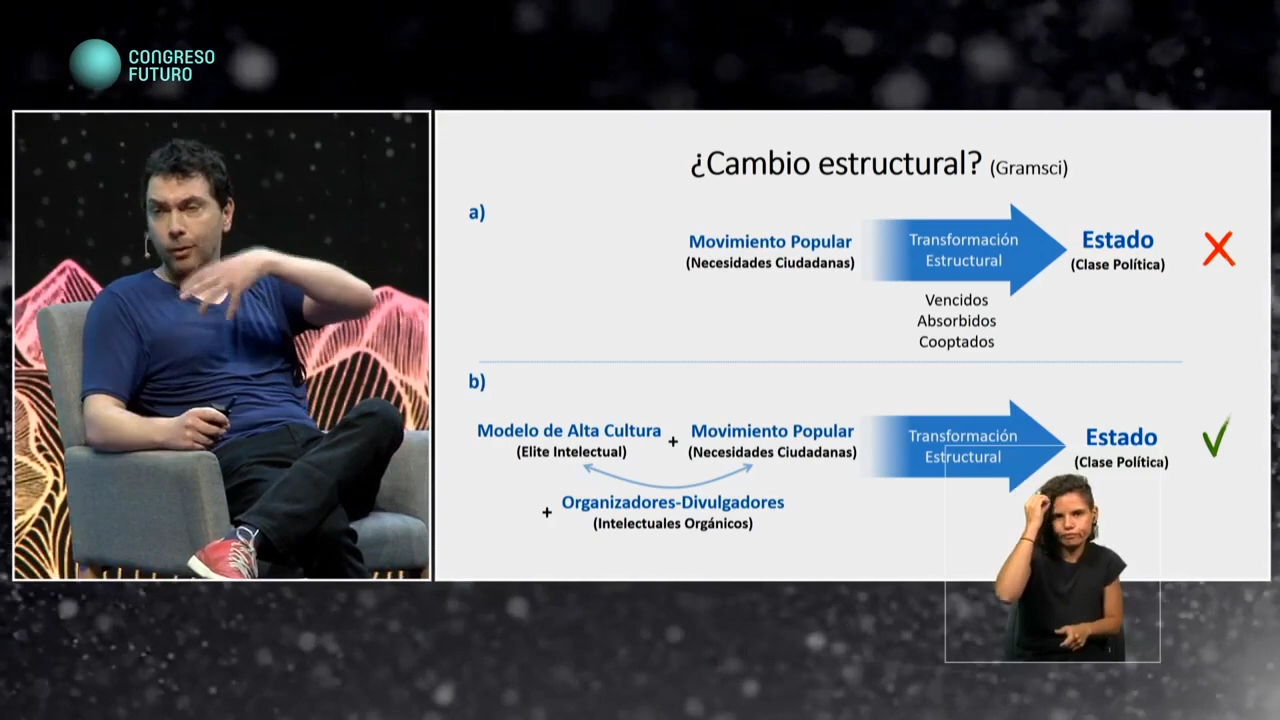 CONGRESO
FUTURO
¿Cambio estructural? (Gramsci)
a)
Movimiento Popular
(Necesidades Ciudadanas)
Transformación
Estructural
Estado
(Clase Política)
Vencidos
Absorbidos
Cooptados
b)
Modelo de Alta Cultura
(Elite Intelectual)
+
Movimiento Popular
(Necesidades Ciudadanas)
Transformación
Estructural
Estado
(Clase Política)
+
Organizadores-Divulgadores
(Intelectuales Orgánicos)